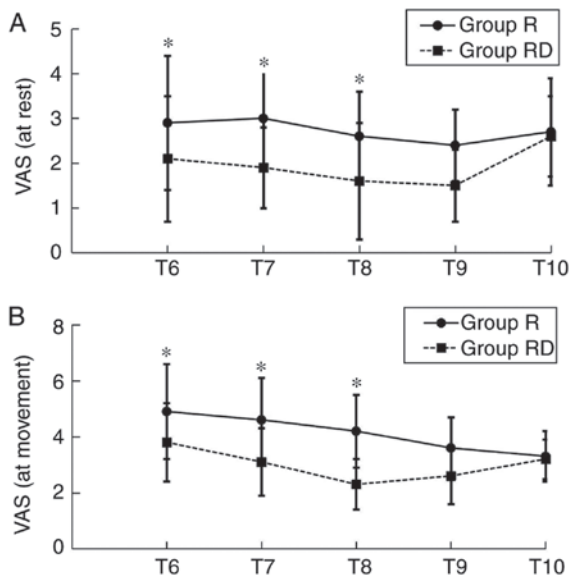 A
Group R
Group RD
VAS (at rest)
5
4
3
2
1
0
* * *
T6 T7 T8 T9 T10
B
Group R
Group RD
VAS (at movement)
8
6
4
2
0
* * *
T6 T7 T8 T9 T10